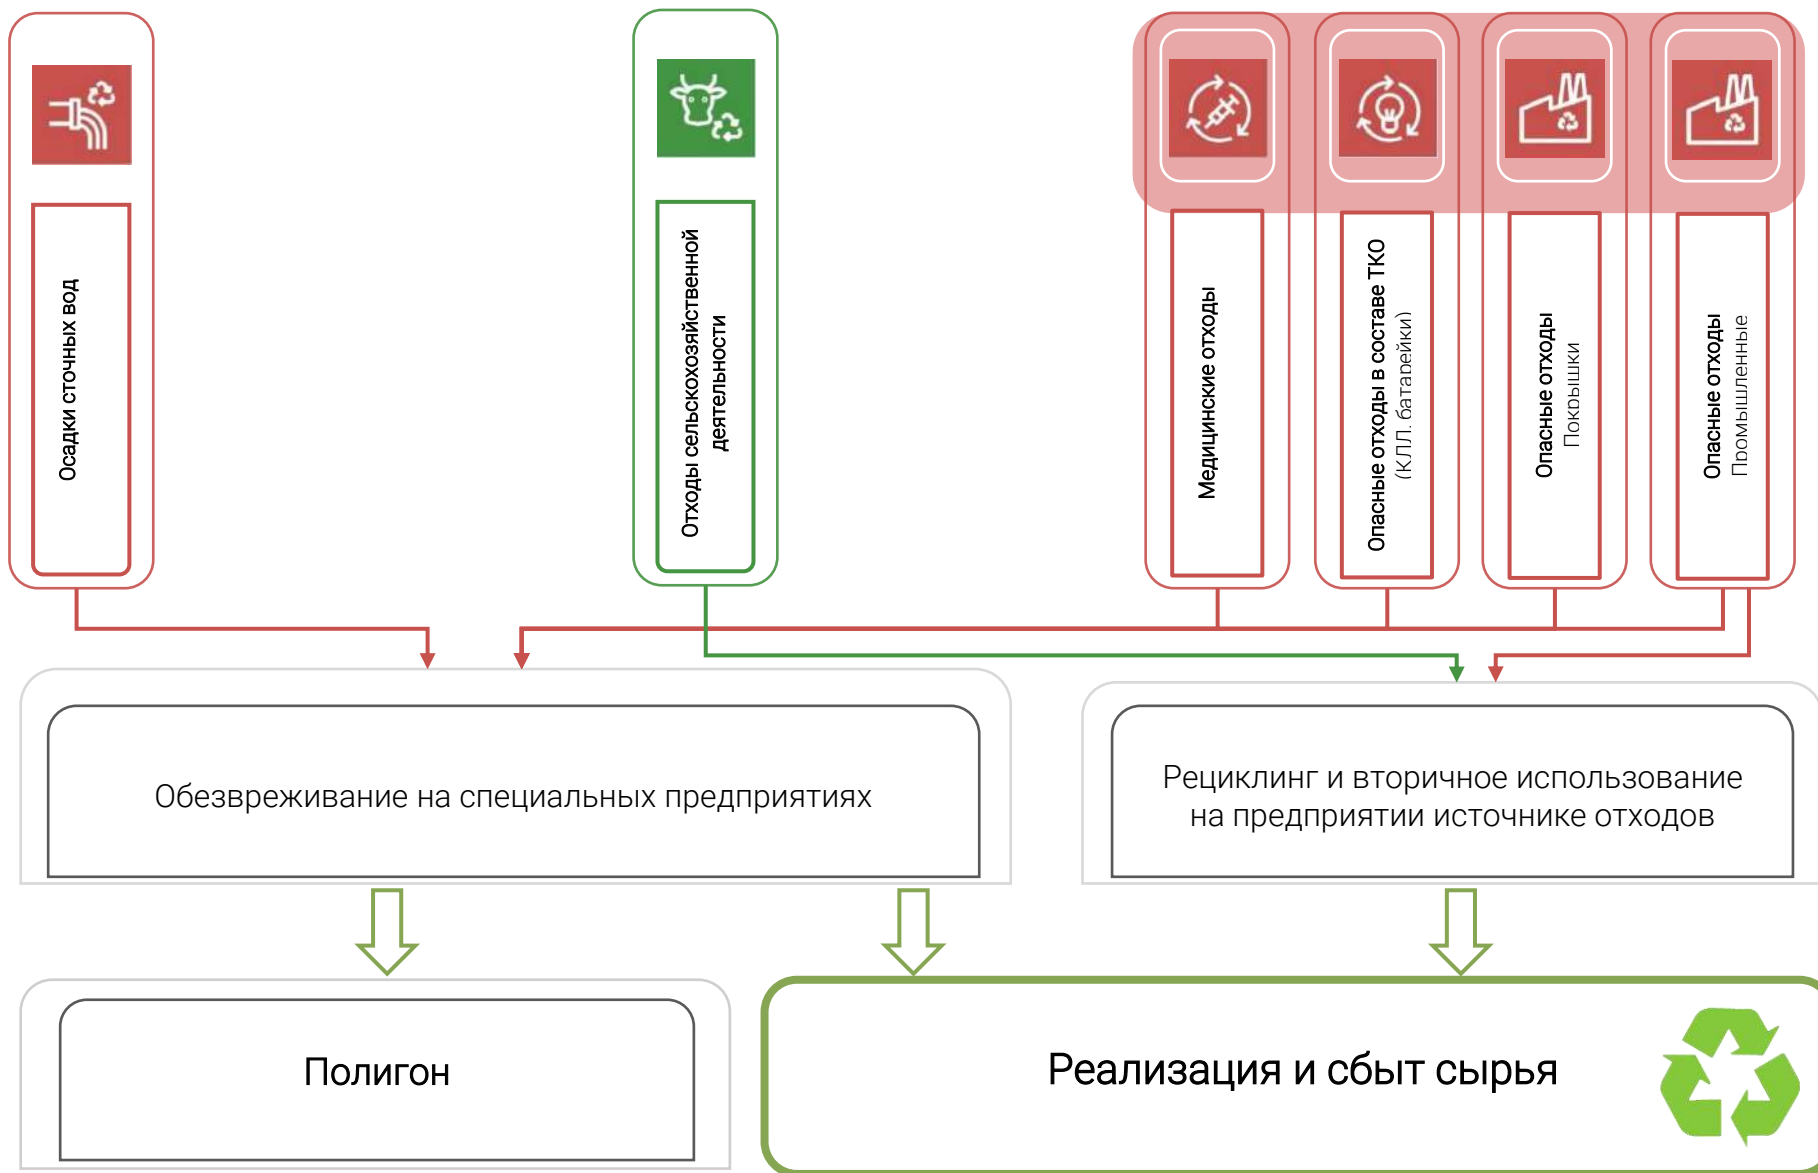 Осадки сточных вод
Отходы сельскохозяйственной
деятельности
Медицинские отходы
Опасные отходы в составе ТКО
(КЛЛ, батарейки)
Опасные отходы
Покрышки
Опасные отходы
Промышленные
Обезвреживание на специальных предприятиях
Рециклинг и вторичное использование
на предприятии источнике отходов
Полигон
Реализация и сбыт сырья